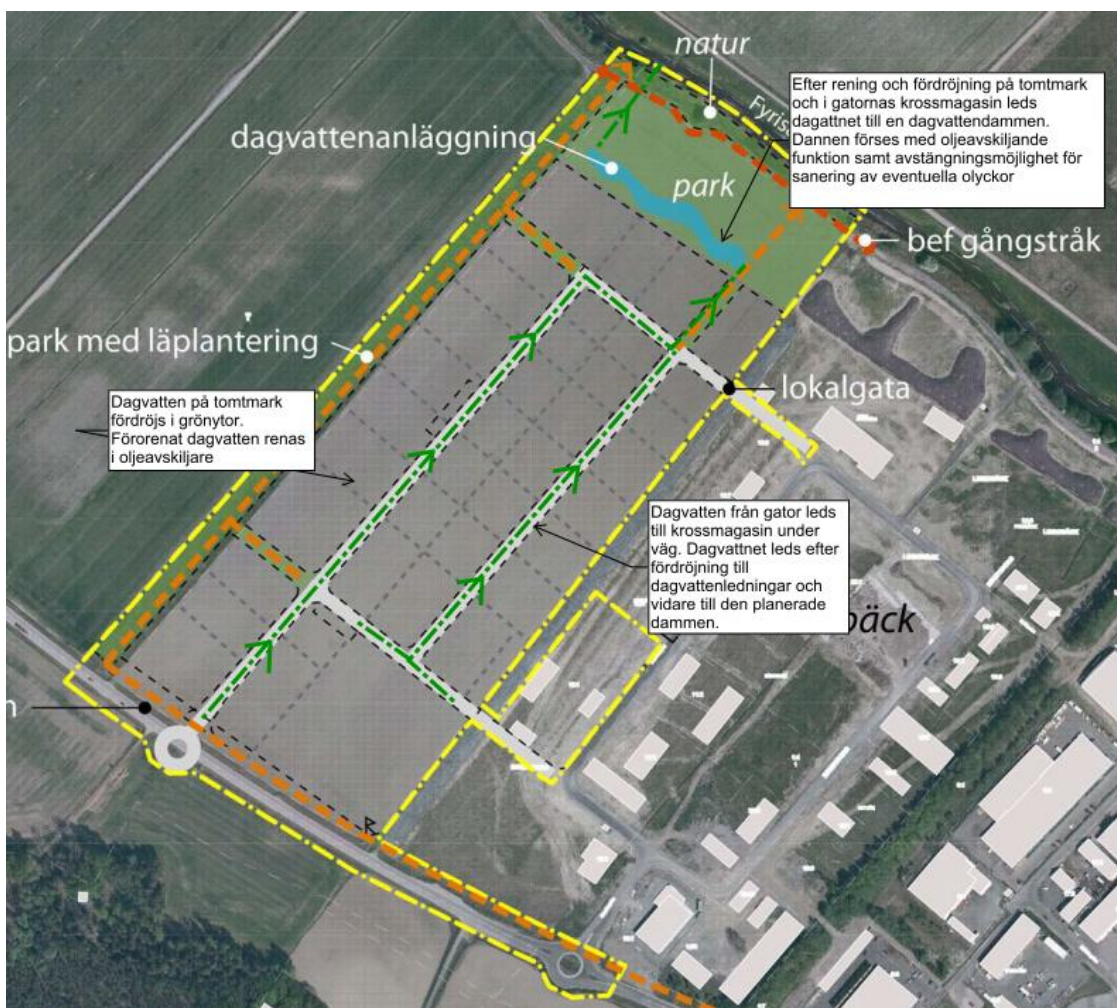 natur
Efter rening och fördröjning på tomtmark
och i gatornas krossmagasin leds
dagattnet till en dagvattendammen.
Dannen förses med oljeavskiljande
funktion samt avstängningsmöjlighet för
sanering av eventuella olyckor
Fyris
dagvattenanläggning
park
bef gångstråk
park med läplantering
lokalgata
Dagvatten på tomtmark
fördröjs i grönytor.
Förorenat dagvatten renas
i oljeavskiljare
Dagvatten från gator leds
till krossmagasin under
väg. Dagvattnet leds efter
fördröjning till
dagvattenledningar och
vidare till den planerade
dammen.
bäck
n